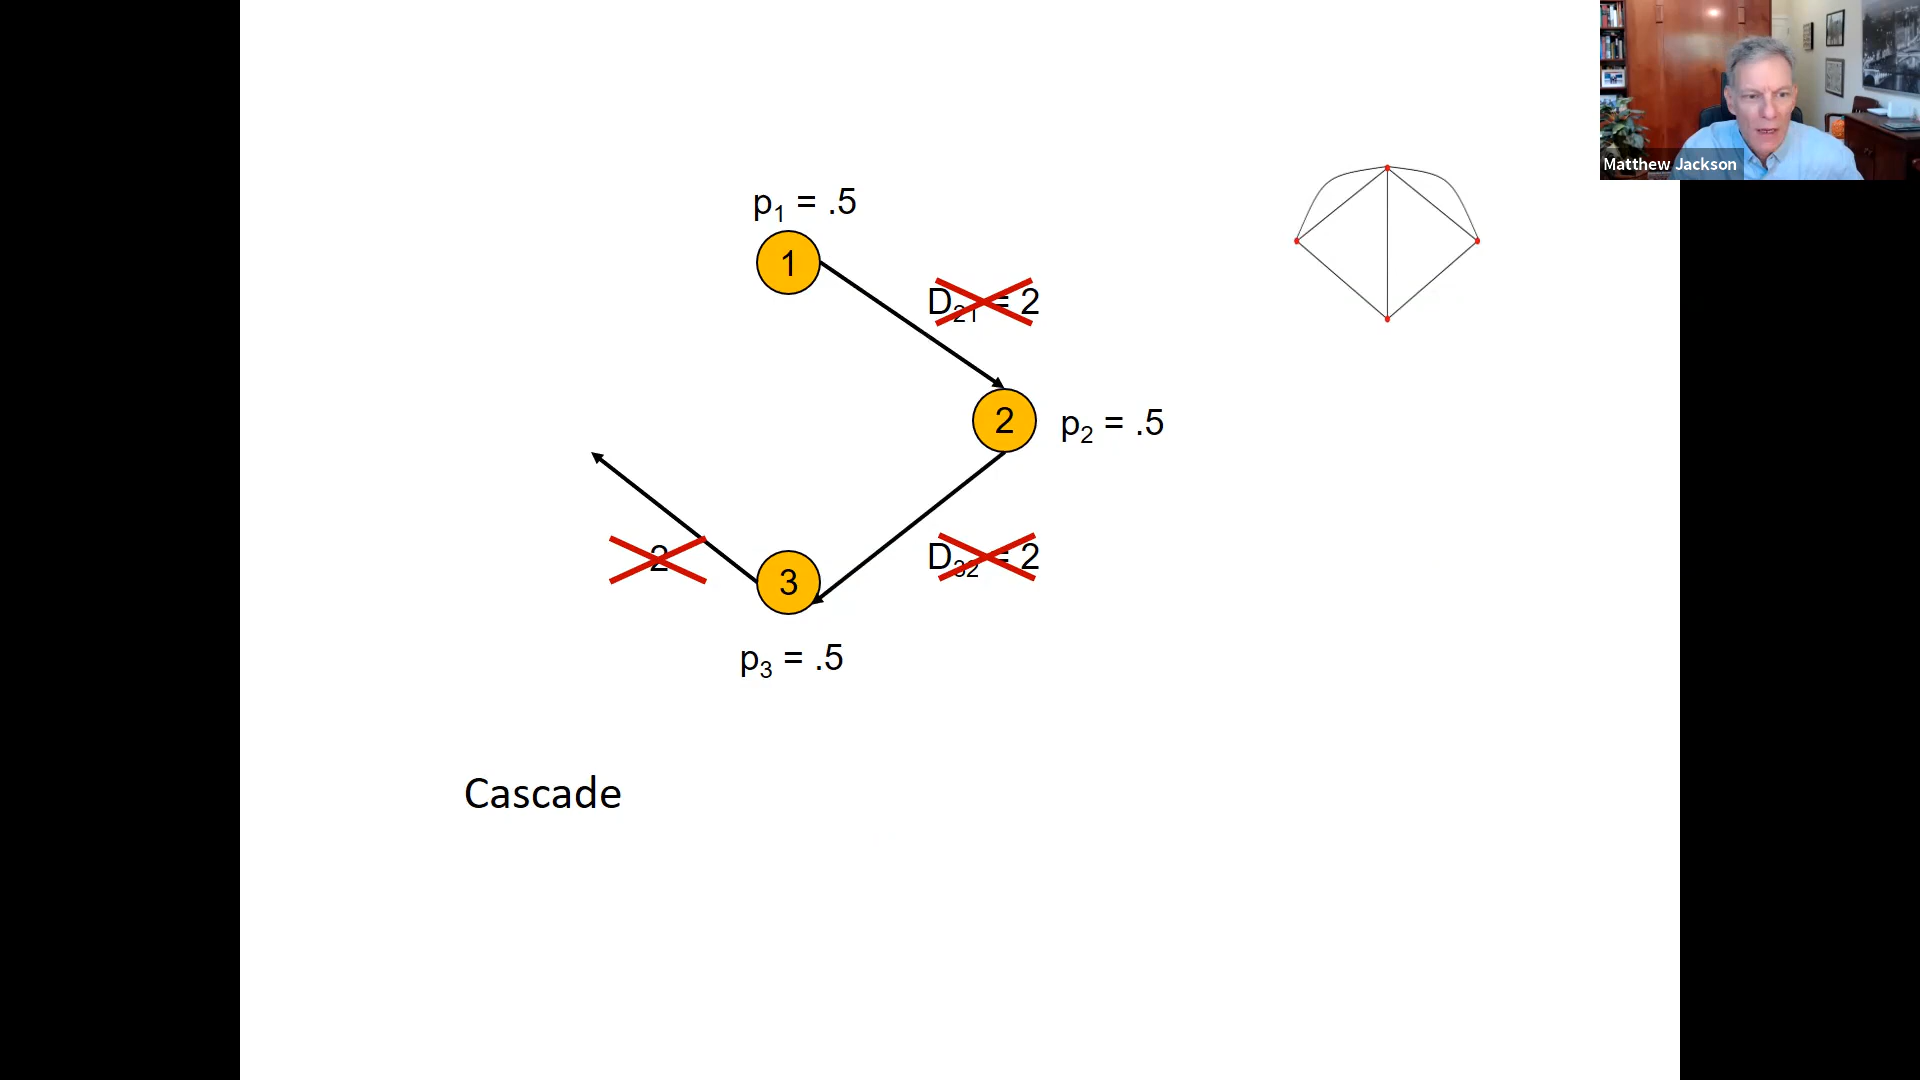 Matthew Jackson
p₁ = .5
1
D₂₁ = 2
2
p₂ = .5
2
D₃₂ = 2
3
p₃ = .5
Cascade